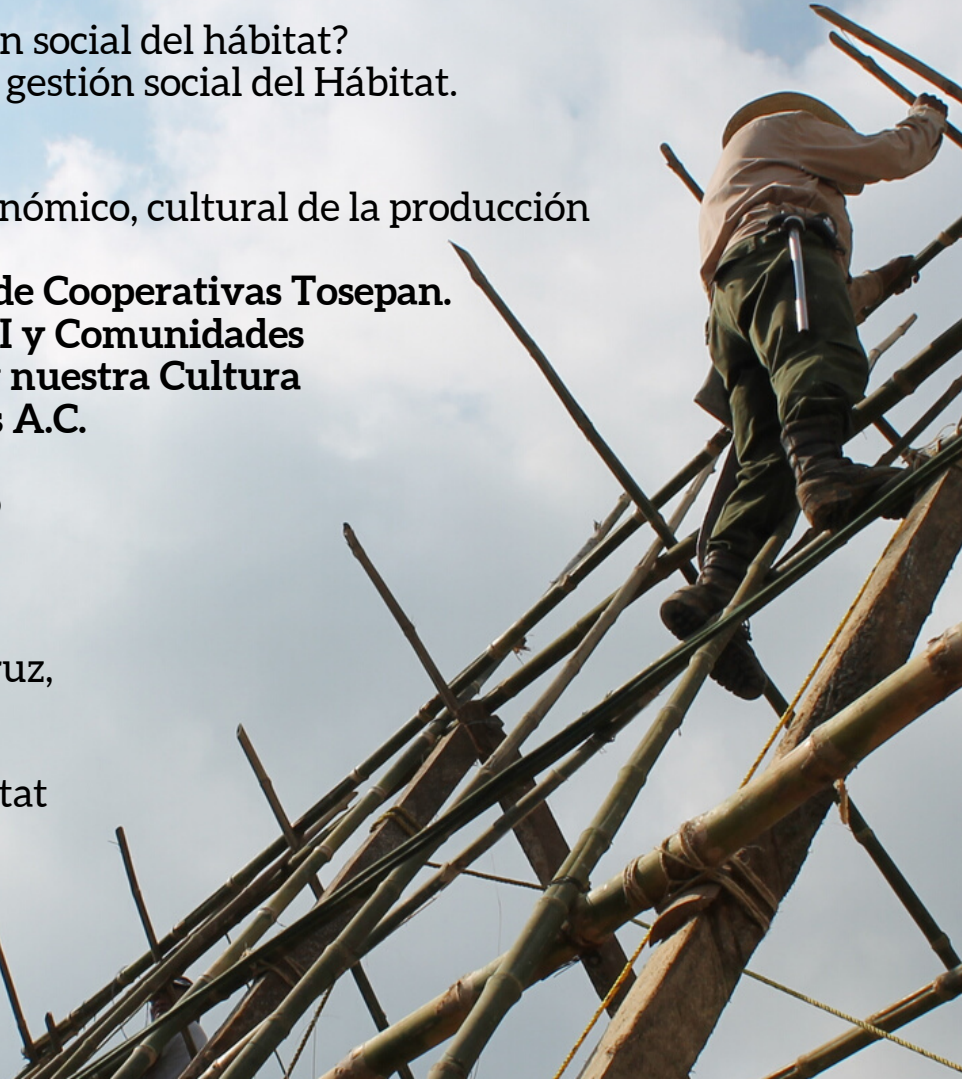 n social del hábitat?
gestión social del Hábitat.
nómico, cultural de la producción
de Cooperativas Tosepan.
I y Comunidades
nuestra Cultura
s A.C.
ruz,
tat